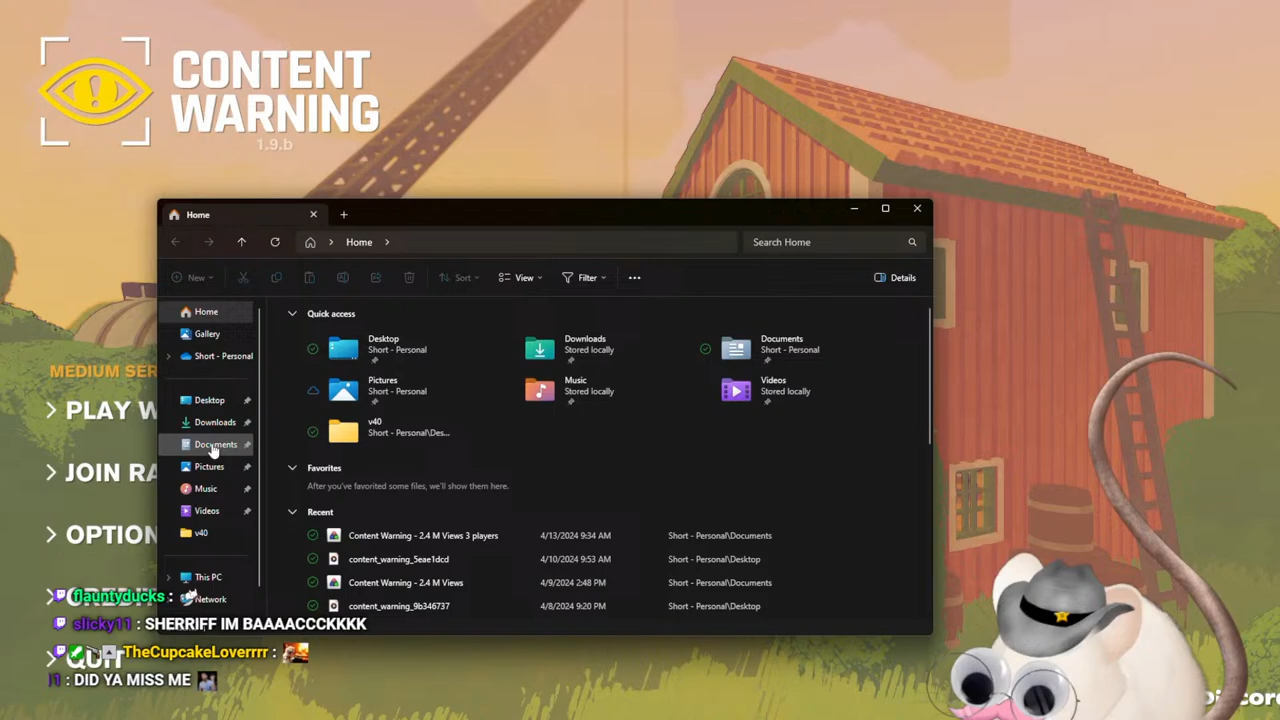 CONTENT
WARNING
1.9.b
Home
Home
Search Home
New
Sort
View
Filter
Details
Home
Gallery
Short - Personal
Desktop
Downloads
Documents
Pictures
Music
Videos
v40
This PC
Network
Quick access
Desktop
Short - Personal
Downloads
Stored locally
Documents
Short - Personal
Pictures
Short - Personal
Music
Stored locally
Videos
Stored locally
v40
Short - Personal\Des...
Favorites
After you've favorited some files, we'll show them here.
Recent
Content Warning - 2.4 M Views 3 players 4/13/2024 9:34 AM Short - Personal\Documents
content_warning_5eae1dcd 4/10/2024 9:53 AM Short - Personal\Desktop
Content Warning - 2.4 M Views 4/9/2024 2:48 PM Short - Personal\Documents
content_warning_9b346737 4/8/2024 9:20 PM Short - Personal\Desktop
MEDIUM SER
PLAY W
JOIN RA
OPTION
QUIT
flauntyducks :
slicky11 : SHERRIFF IM BAAAACCCKKKK
TheCupcakeLoverrrr :
: DID YA MISS ME